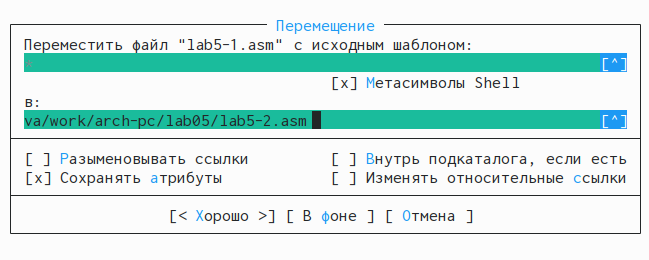 Перемещение
Переместить файл "lab5-1.asm" с исходным шаблоном:
* [^]
[x] Метасимволы Shell
в:
va/work/arch-pc/lab05/lab5-2.asm [^]
[ ] Разыменовывать ссылки [ ] Внутрь подкаталога, если есть
[x] Сохранять атрибуты [ ] Изменять относительные ссылки
[< Хорошо >] [ В фоне ] [ Отмена ]